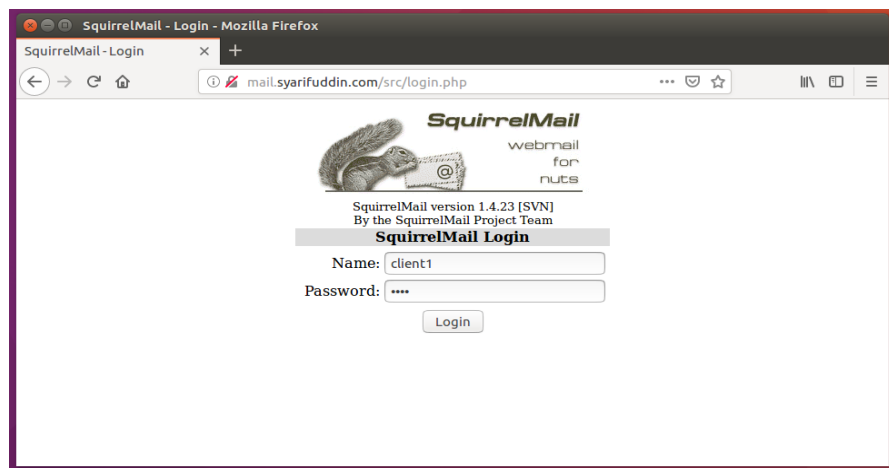 SquirrelMail - Login - Mozilla Firefox
SquirrelMail - Login
mail.syarifuddin.com/src/login.php
SquirrelMail
webmail
for
nuts
@
SquirrelMail version 1.4.23 [SVN]
By the SquirrelMail Project Team
SquirrelMail Login
Name: client1
Password: ••••
Login